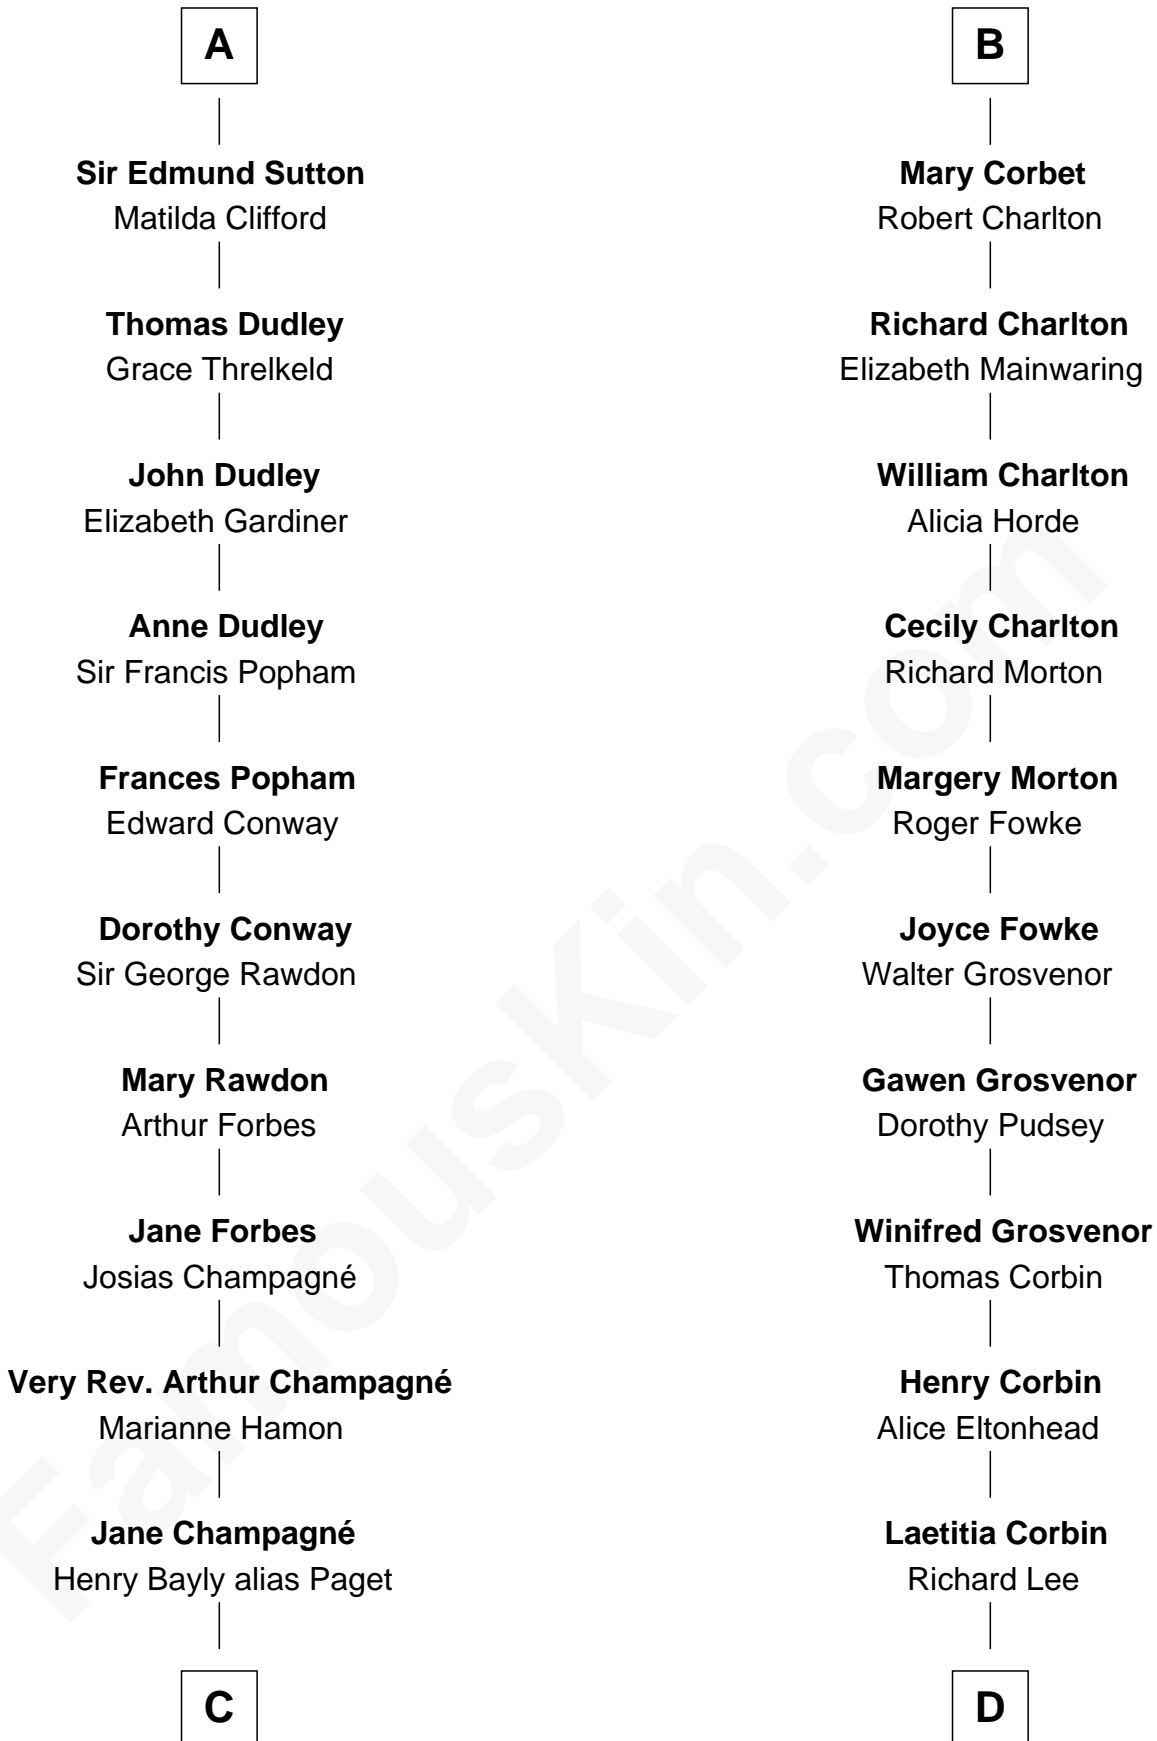 A
Sir Edmund Sutton
Matilda Clifford
Thomas Dudley
Grace Threlkeld
John Dudley
Elizabeth Gardiner
Anne Dudley
Sir Francis Popham
Frances Popham
Edward Conway
Dorothy Conway
Sir George Rawdon
Mary Rawdon
Arthur Forbes
Jane Forbes
Josias Champagné
Very Rev. Arthur Champagné
Marianne Hamon
Jane Champagné
Henry Bayly alias Paget
C
B
Mary Corbet
Robert Charlton
Richard Charlton
Elizabeth Mainwaring
William Charlton
Alicia Horde
Cecily Charlton
Richard Morton
Margery Morton
Roger Fowke
Joyce Fowke
Walter Grosvenor
Gawen Grosvenor
Dorothy Pudsey
Winifred Grosvenor
Thomas Corbin
Henry Corbin
Alice Eltonhead
Laetitia Corbin
Richard Lee
D
FamousKin.com